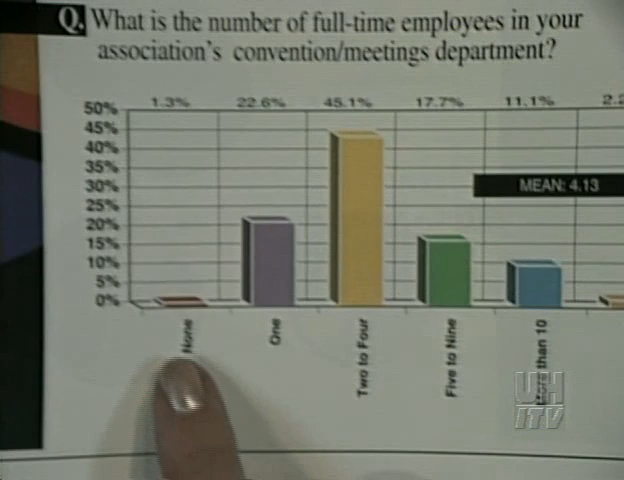 Q. What is the number of full-time employees in your
association's convention/meetings department?
1.3% 22.6% 45.1% 17.7% 11.1%
50%
45%
40%
35%
30%
MEAN: 4.13
25%
20%
15%
10%
5%
0%
None One Two to Four Five to Nine More than 10
UH
ITV